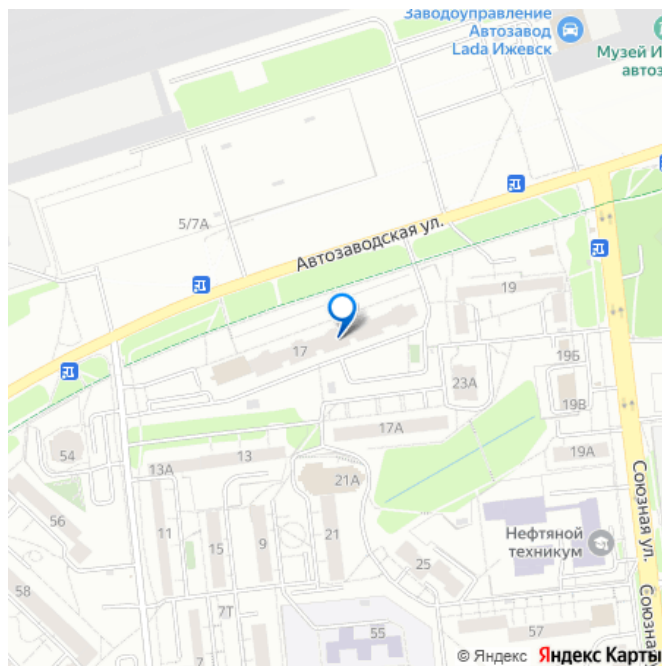 Заводоуправление
Автозавод
Lada Ижевск
Музей И
автоз
5/7А
Автозаводская ул.
19
17
19Б
23А
19В
17А
54
13
19А
13А
21А
Союзная ул.
56
11
15
9
21
Нефтяной
техникум
25
58
7Т
55
57
Союзна
© Яндекс Яндекс Карты